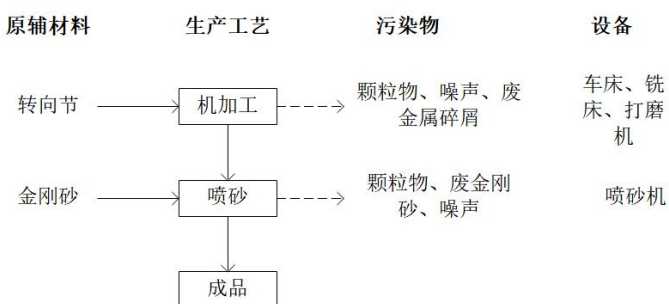 原辅材料 生产工艺 污染物 设备
转向节 机加工 颗粒物、噪声、废
金属碎屑 车床、铣
床、打磨
机
金刚砂 喷砂 颗粒物、废金刚
砂、噪声 喷砂机
成品